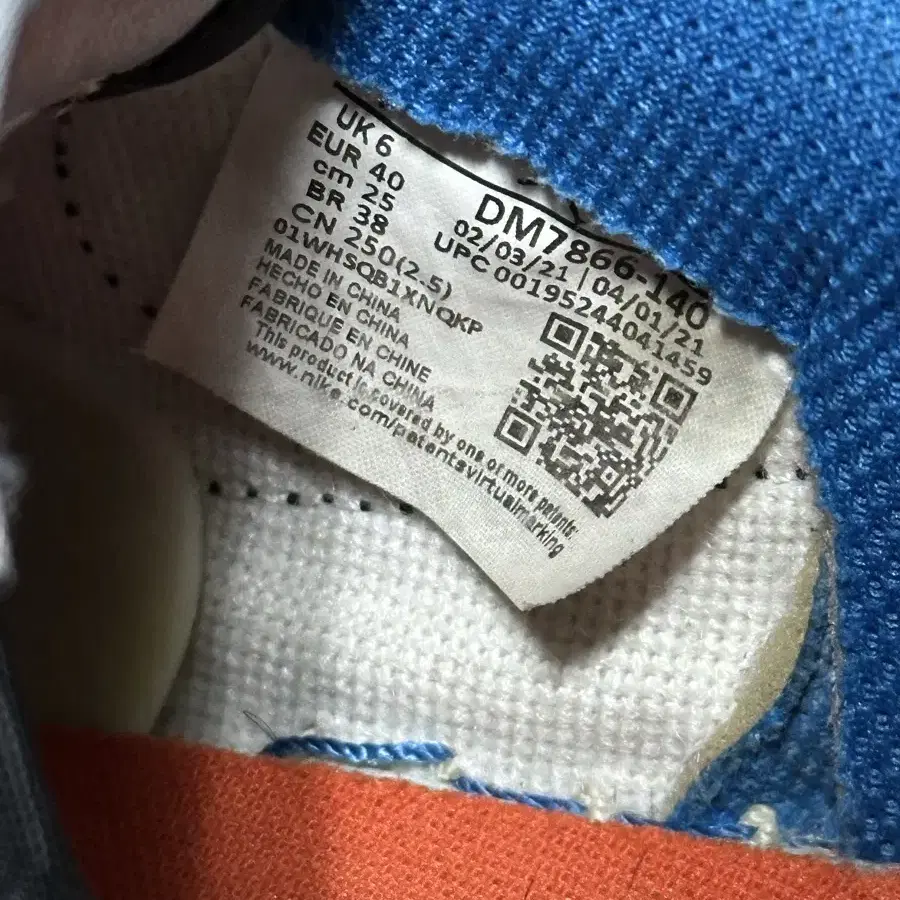 UK 6
EUR 40
cm 25
BR 38
CN 250(2.5)
01WHSQB1XNQKP
MADE IN CHINA
HECHO EN CHINA
FABRIQUE EN CHINE
FABRICADO NA CHINA
This product is covered by one or more patents:
www.nike.com/patentsvirtualmarking
DM7866-140
02/03/21 | 04/01/21
UPC 00195244041459